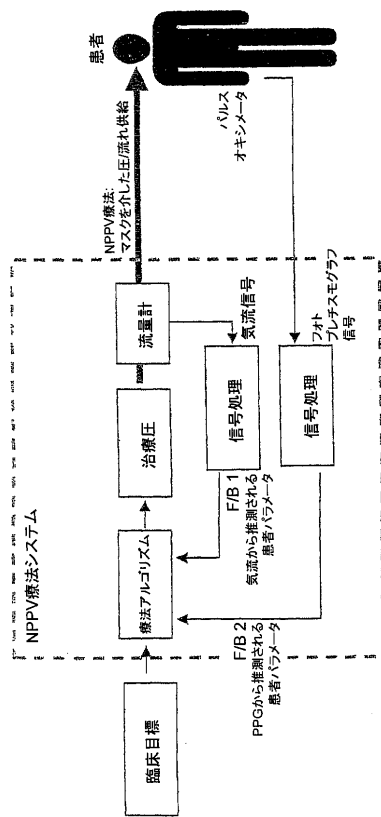 NPPV療法システム
臨床目標
療法アルゴリズム
治療圧
流量計
NPPV療法:
マスクを介した圧/流れ供給
患者
気流信号
信号処理
F/B 1
気流から推測される
患者パラメータ
パルス
オキシメータ
フォト
プレチスモグラフ
信号
信号処理
F/B 2
PPGから推測される
患者パラメータ